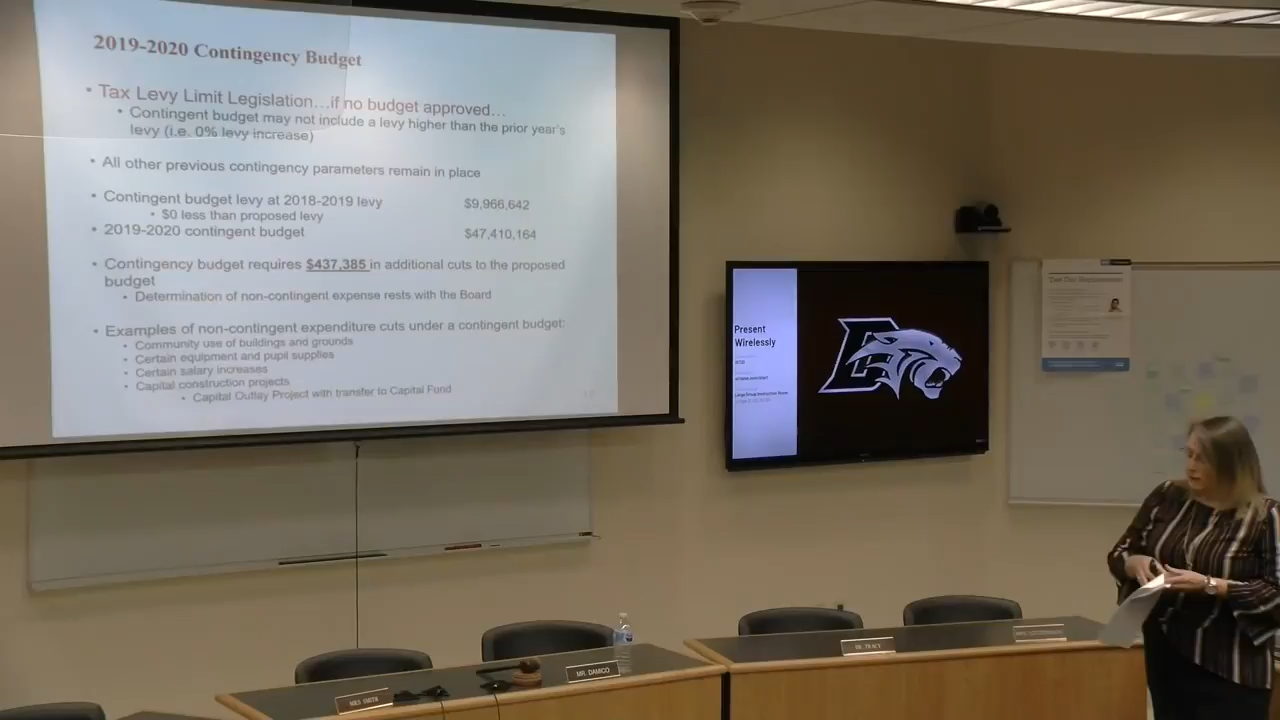 2019-2020 Contingency Budget
• Tax Levy Limit Legislation…if no budget approved…
• Contingent budget may not include a levy higher than the prior year's
levy (i.e. 0% levy increase)
• All other previous contingency parameters remain in place
• Contingent budget levy at 2018-2019 levy $9,966,642
• $0 less than proposed levy
• 2019-2020 contingent budget $47,410,164
• Contingency budget requires $437,385 in additional cuts to the proposed
budget
• Determination of non-contingent expense rests with the Board
• Examples of non-contingent expenditure cuts under a contingent budget:
• Community use of buildings and grounds
• Certain equipment and pupil supplies
• Certain salary increases
• Capital construction projects
• Capital Outlay Project with transfer to Capital Fund
Present
Wirelessly
Large Group Instruction Room
MRS. SMITH
MR. DAMICO
DR. TRACY